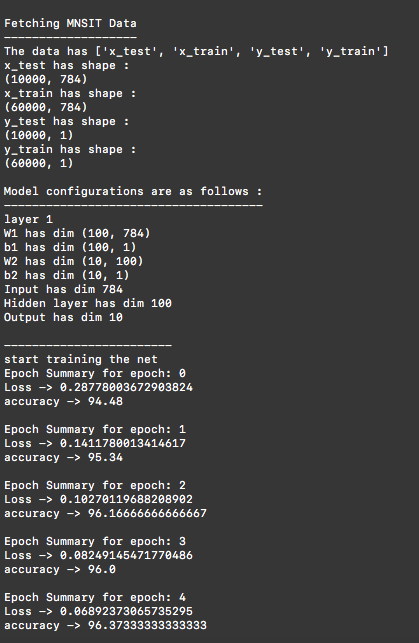 Fetching MNSIT Data
-------------------
The data has ['x_test', 'x_train', 'y_test', 'y_train']
x_test has shape :
(10000, 784)
x_train has shape :
(60000, 784)
y_test has shape :
(10000, 1)
y_train has shape :
(60000, 1)
Model configurations are as follows :
-------------------------------------
layer 1
W1 has dim (100, 784)
b1 has dim (100, 1)
W2 has dim (10, 100)
b2 has dim (10, 1)
Input has dim 784
Hidden layer has dim 100
Output has dim 10
------------------------
start training the net
Epoch Summary for epoch: 0
Loss —> 0.28778003672903824
accuracy —> 94.48
Epoch Summary for epoch: 1
Loss —> 0.1411780013414617
accuracy —> 95.34
Epoch Summary for epoch: 2
Loss —> 0.10270119688208902
accuracy —> 96.16666666666667
Epoch Summary for epoch: 3
Loss —> 0.08249145471770486
accuracy —> 96.0
Epoch Summary for epoch: 4
Loss —> 0.06892373065735295
accuracy —> 96.37333333333333